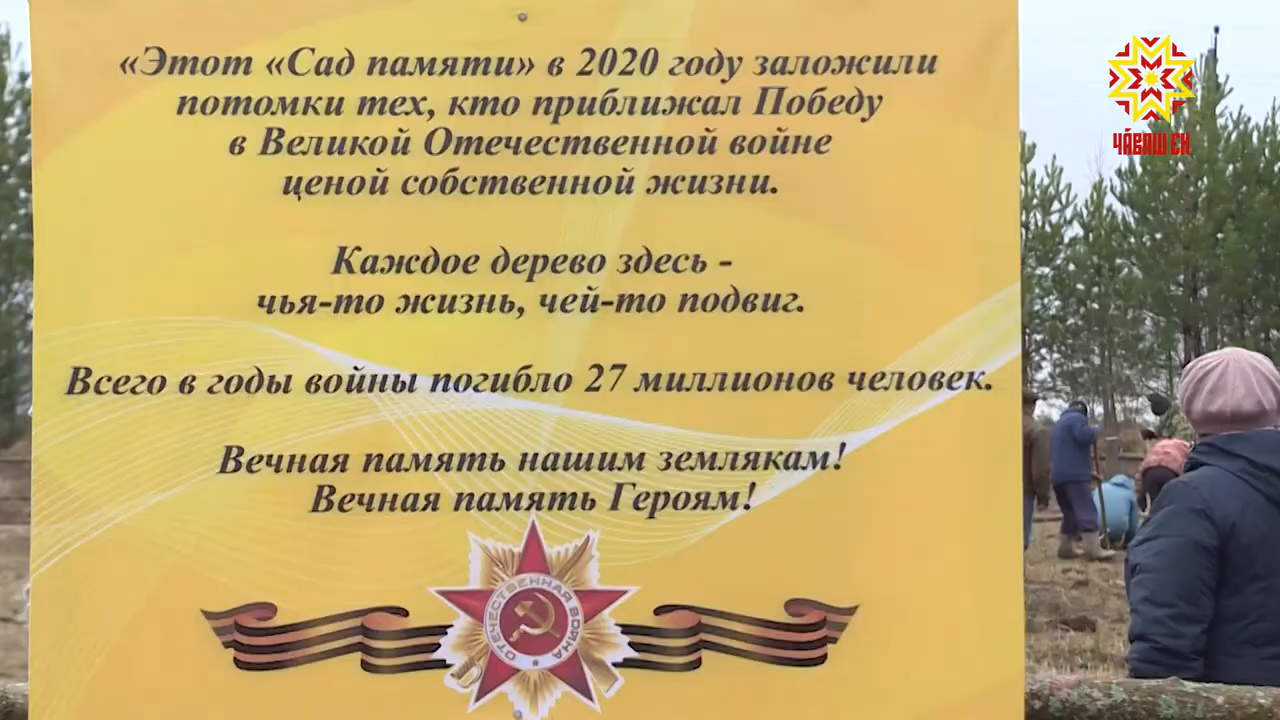 «Этот «Сад памяти» в 2020 году заложили
потомки тех, кто приближал Победу
в Великой Отечественной войне
ценой собственной жизни.
Каждое дерево здесь -
чья-то жизнь, чей-то подвиг.
Всего в годы войны погибло 27 миллионов человек.
Вечная память нашим землякам!
Вечная память Героям!
ОТЕЧЕСТВЕННАЯ ВОЙНА
ЧӐВАШ ЕН